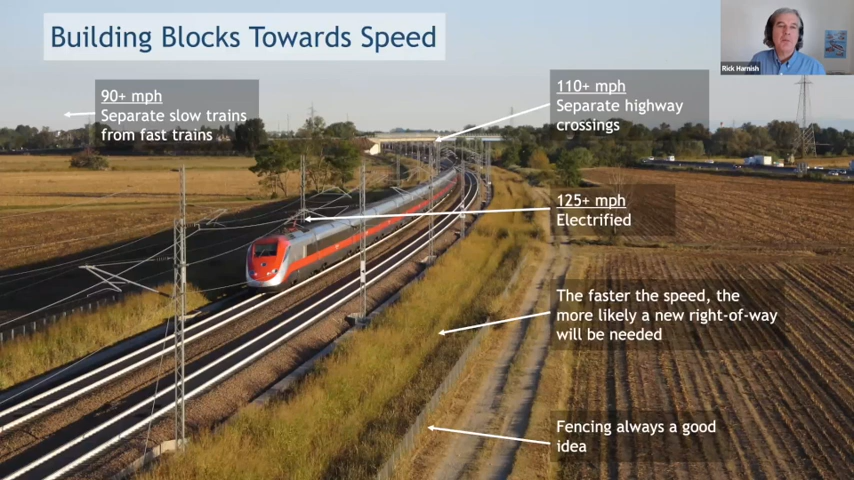 Building Blocks Towards Speed
Rick Harnish
90+ mph
Separate slow trains
from fast trains
110+ mph
Separate highway
crossings
125+ mph
Electrified
The faster the speed, the
more likely a new right-of-way
will be needed
Fencing always a good
idea